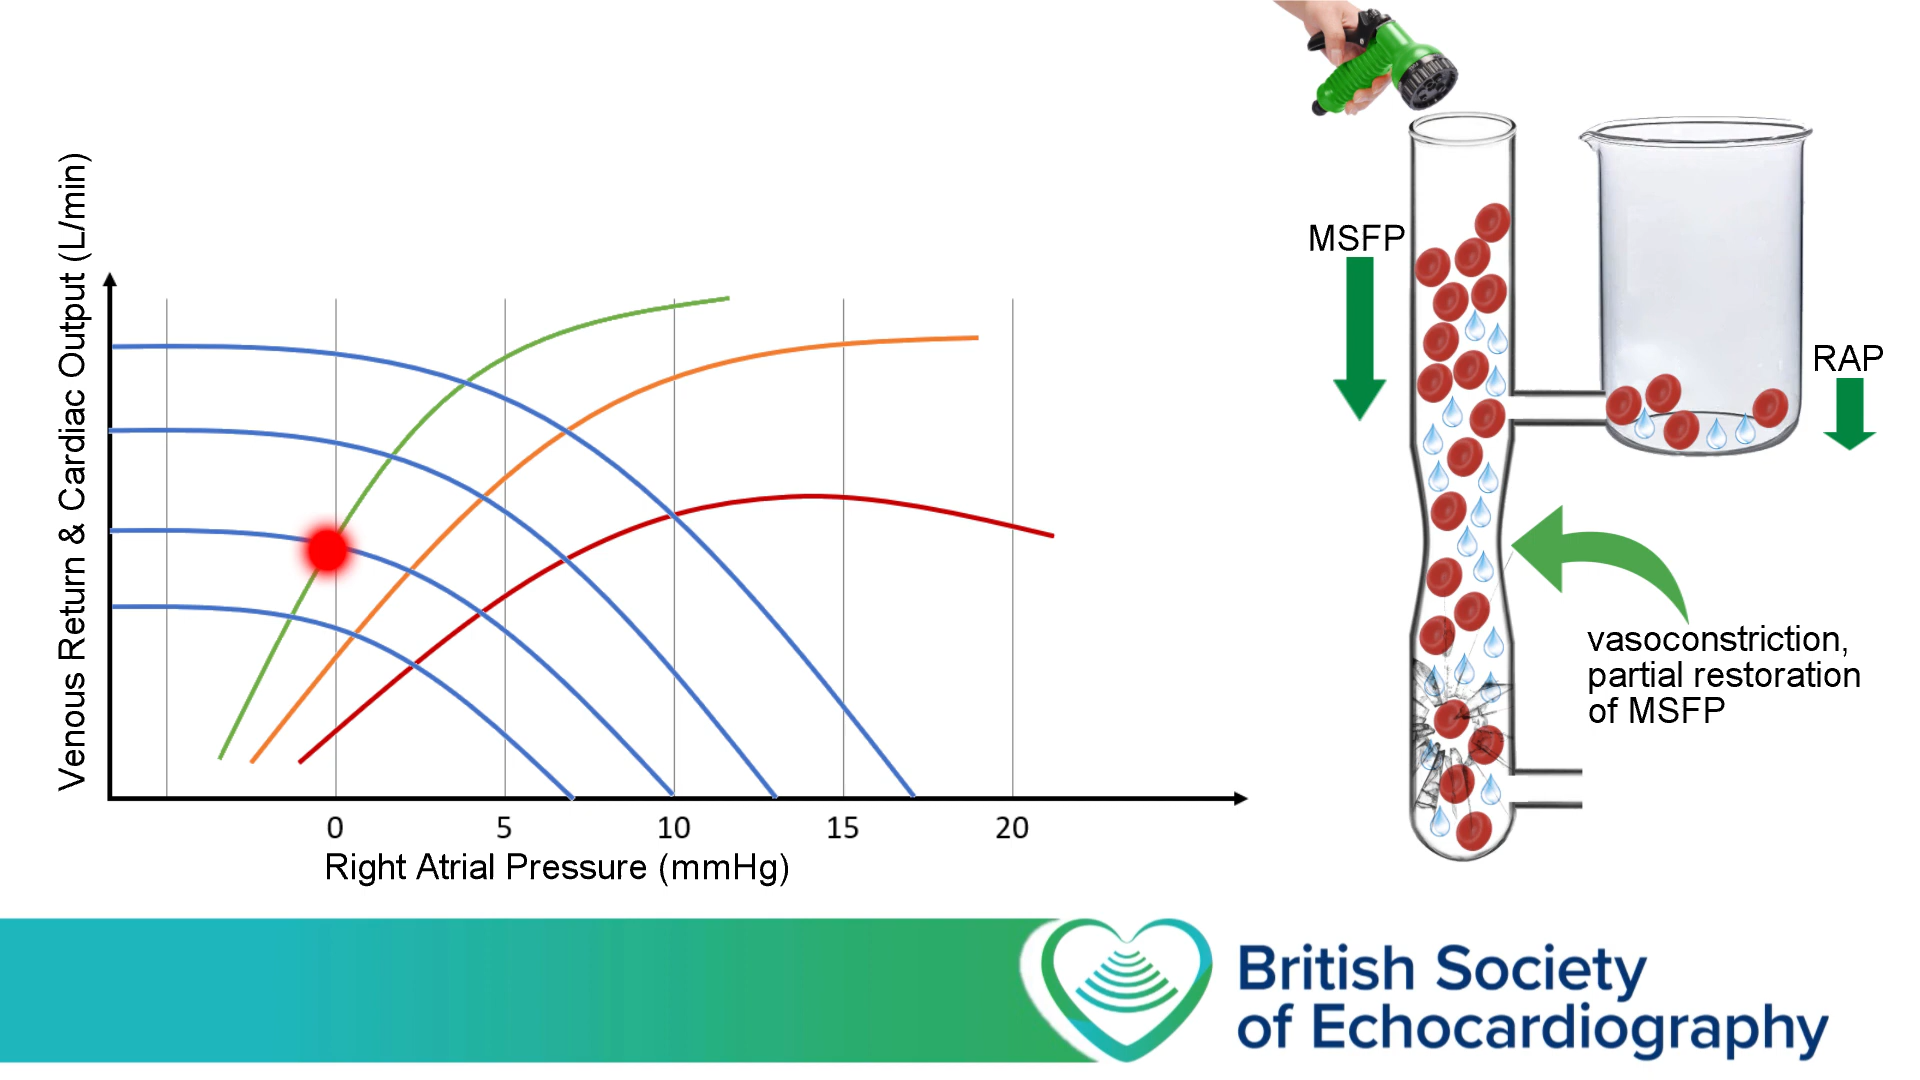 Venous Return & Cardiac Output (L/min)
0 5 10 15 20
Right Atrial Pressure (mmHg)
MSFP
RAP
vasoconstriction,
partial restoration
of MSFP
British Society
of Echocardiography